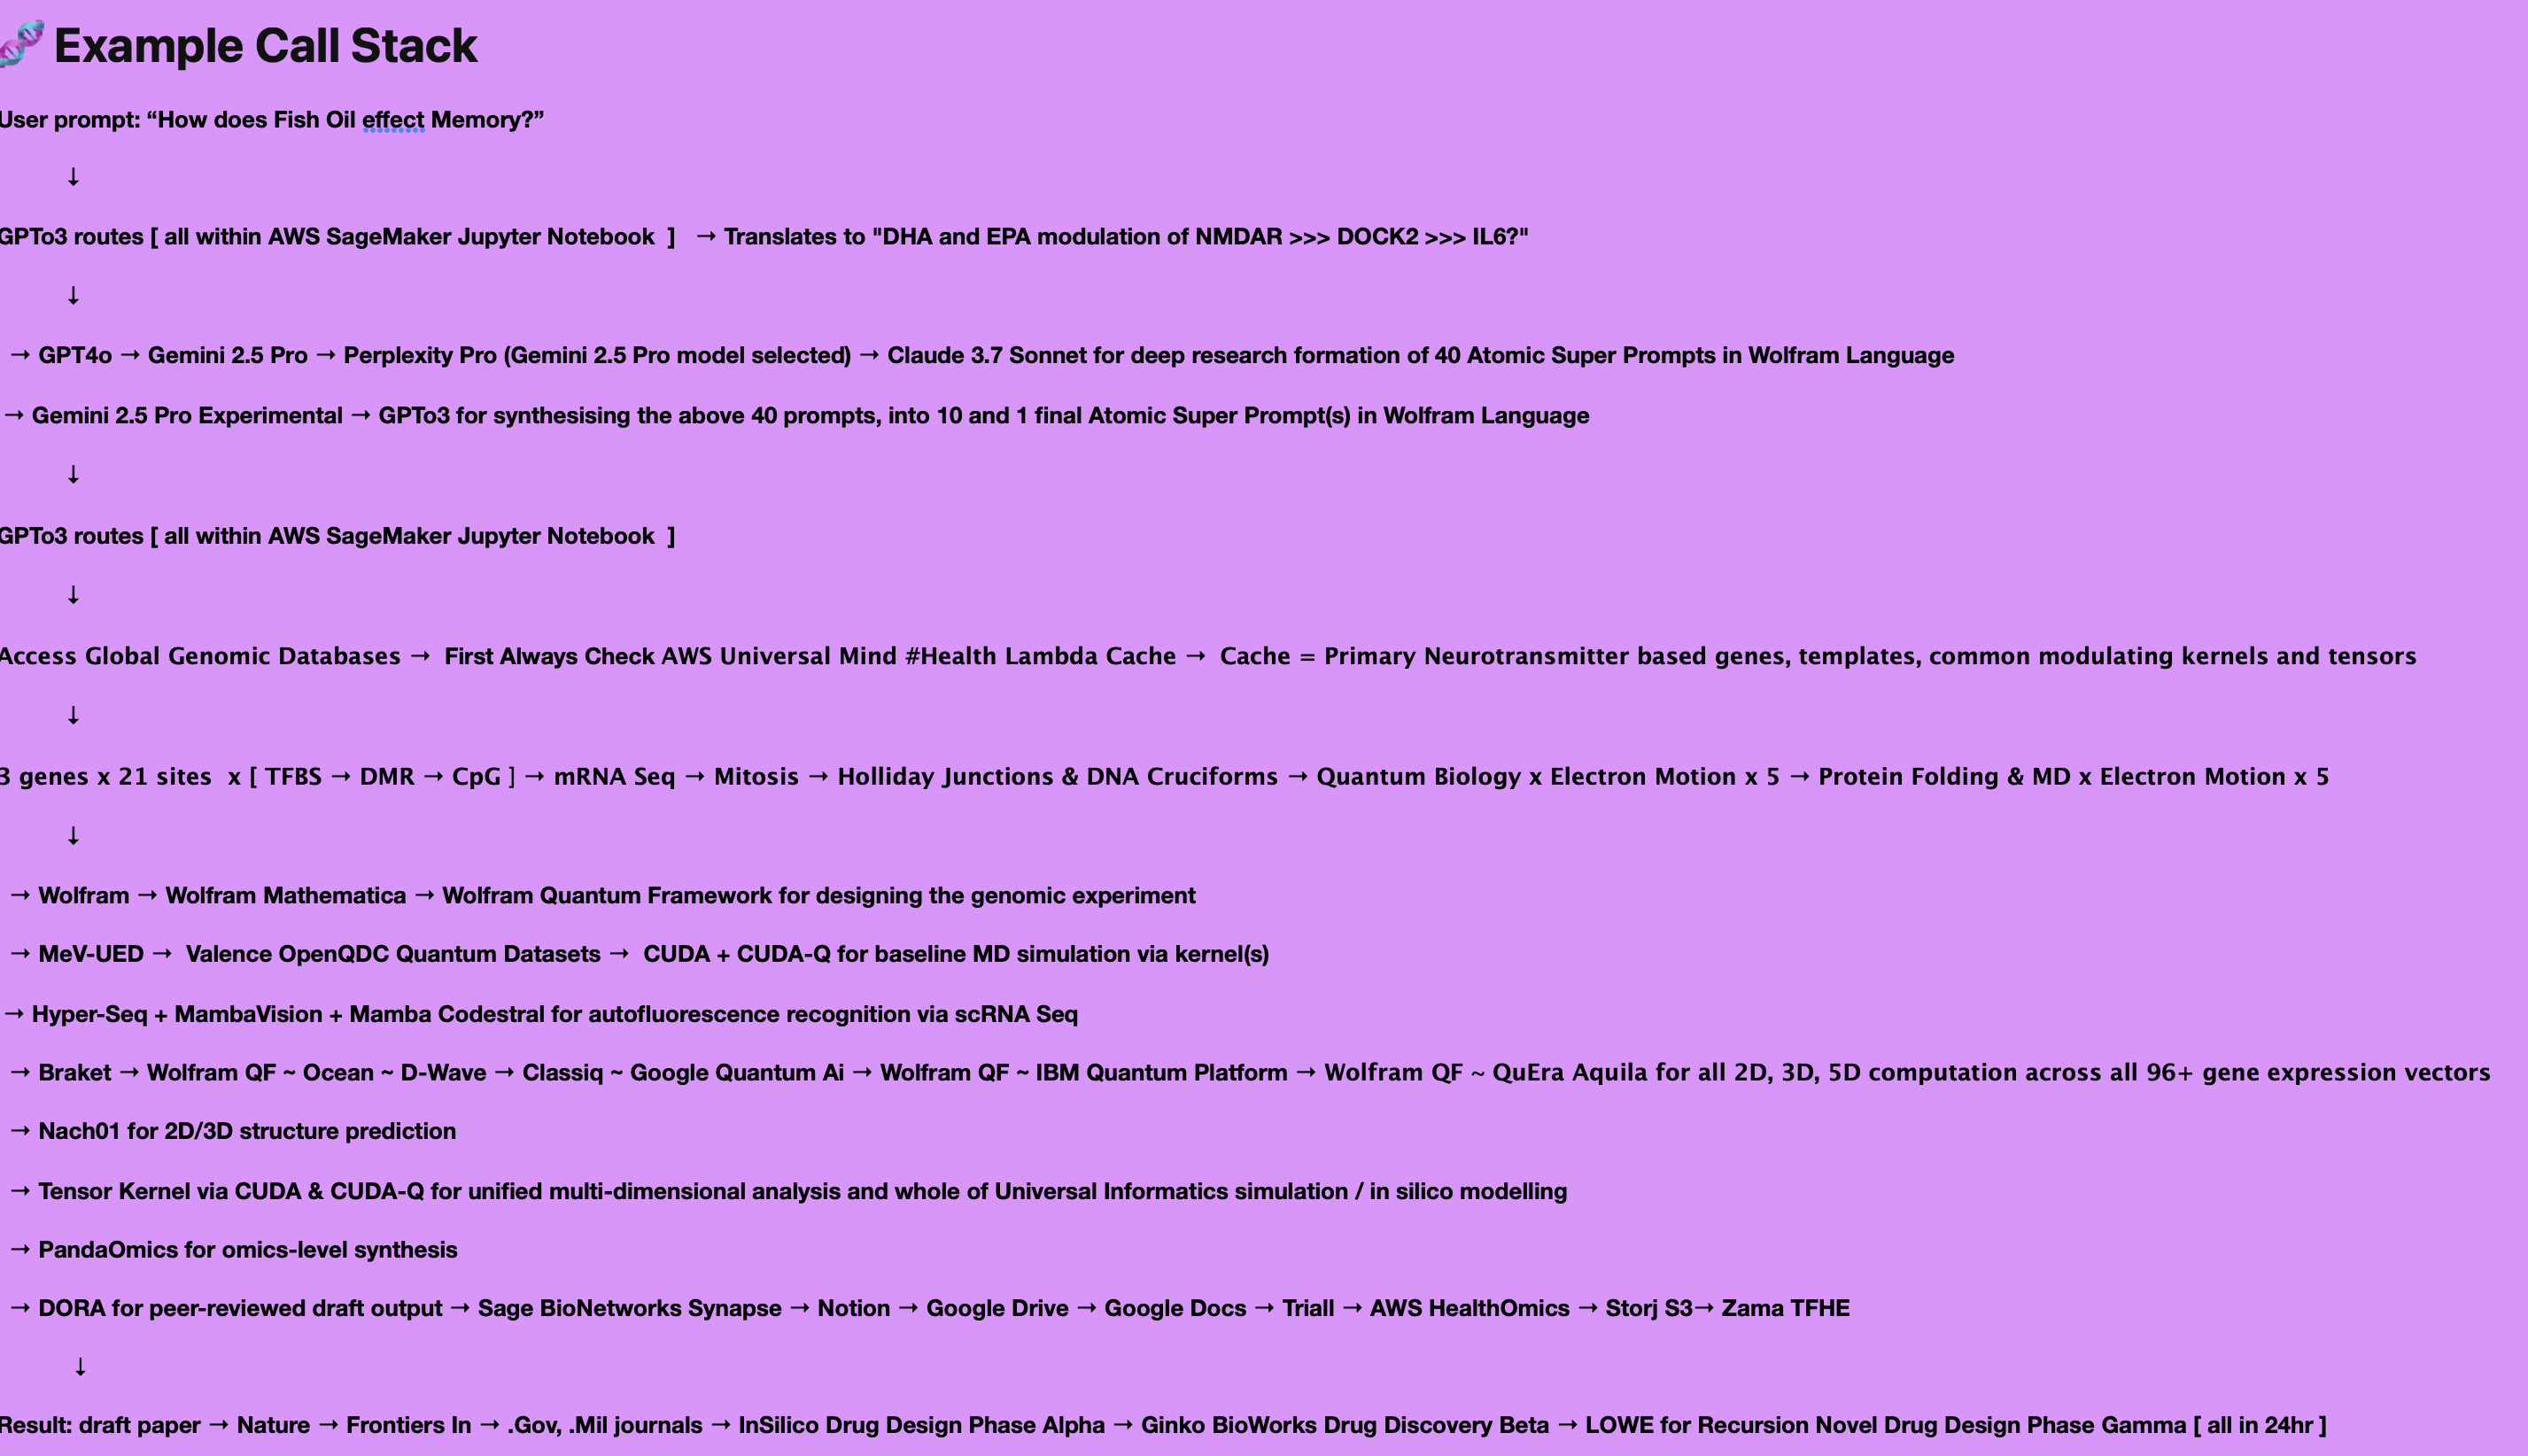 🧬 Example Call Stack
User prompt: “How does Fish Oil effect Memory?”
↓
GPTo3 routes [ all within AWS SageMaker Jupyter Notebook ] → Translates to "DHA and EPA modulation of NMDAR >>> DOCK2 >>> IL6?"
↓
→ GPT4o → Gemini 2.5 Pro → Perplexity Pro (Gemini 2.5 Pro model selected) → Claude 3.7 Sonnet for deep research formation of 40 Atomic Super Prompts in Wolfram Language
→ Gemini 2.5 Pro Experimental → GPTo3 for synthesising the above 40 prompts, into 10 and 1 final Atomic Super Prompt(s) in Wolfram Language
↓
GPTo3 routes [ all within AWS SageMaker Jupyter Notebook ]
↓
Access Global Genomic Databases → First Always Check AWS Universal Mind #Health Lambda Cache → Cache = Primary Neurotransmitter based genes, templates, common modulating kernels and tensors
↓
3 genes x 21 sites x [ TFBS → DMR → CpG ] → mRNA Seq → Mitosis → Holliday Junctions & DNA Cruciforms → Quantum Biology x Electron Motion x 5 → Protein Folding & MD x Electron Motion x 5
↓
→ Wolfram → Wolfram Mathematica → Wolfram Quantum Framework for designing the genomic experiment
→ MeV-UED → Valence OpenQDC Quantum Datasets → CUDA + CUDA-Q for baseline MD simulation via kernel(s)
→ Hyper-Seq + MambaVision + Mamba Codestral for autofluorescence recognition via scRNA Seq
→ Braket → Wolfram QF ~ Ocean ~ D-Wave → Classiq ~ Google Quantum Ai → Wolfram QF ~ IBM Quantum Platform → Wolfram QF ~ QuEra Aquila for all 2D, 3D, 5D computation across all 96+ gene expression vectors
→ Nach01 for 2D/3D structure prediction
→ Tensor Kernel via CUDA & CUDA-Q for unified multi-dimensional analysis and whole of Universal Informatics simulation / in silico modelling
→ PandaOmics for omics-level synthesis
→ DORA for peer-reviewed draft output → Sage BioNetworks Synapse → Notion → Google Drive → Google Docs → Triall → AWS HealthOmics → Storj S3→ Zama TFHE
↓
Result: draft paper → Nature → Frontiers In → .Gov, .Mil journals → InSilico Drug Design Phase Alpha → Ginko BioWorks Drug Discovery Beta → LOWE for Recursion Novel Drug Design Phase Gamma [ all in 24hr ]